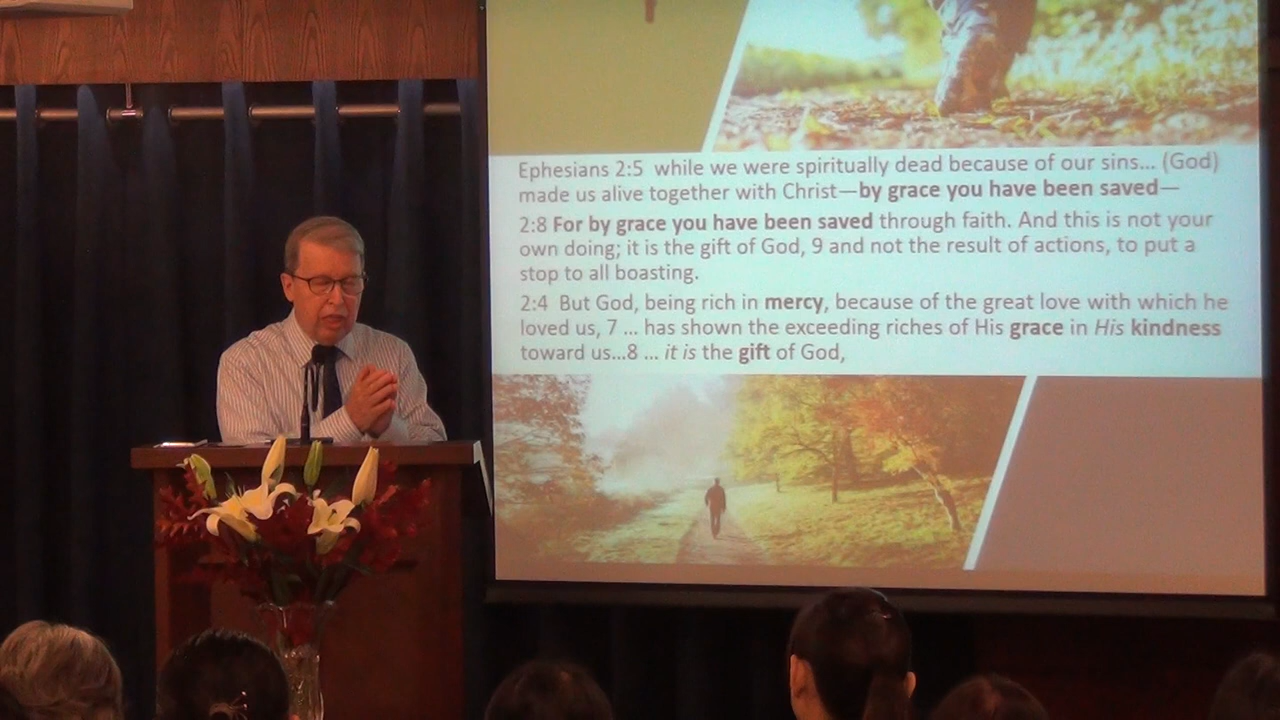 Ephesians 2:5  while we were spiritually dead because of our sins... (God)
made us alive together with Christ—by grace you have been saved—
2:8 For by grace you have been saved through faith. And this is not your
own doing; it is the gift of God, 9 and not the result of actions, to put a
stop to all boasting.
2:4  But God, being rich in mercy, because of the great love with which he
loved us, 7 ... has shown the exceeding riches of His grace in His kindness
toward us...8 ... it is the gift of God,